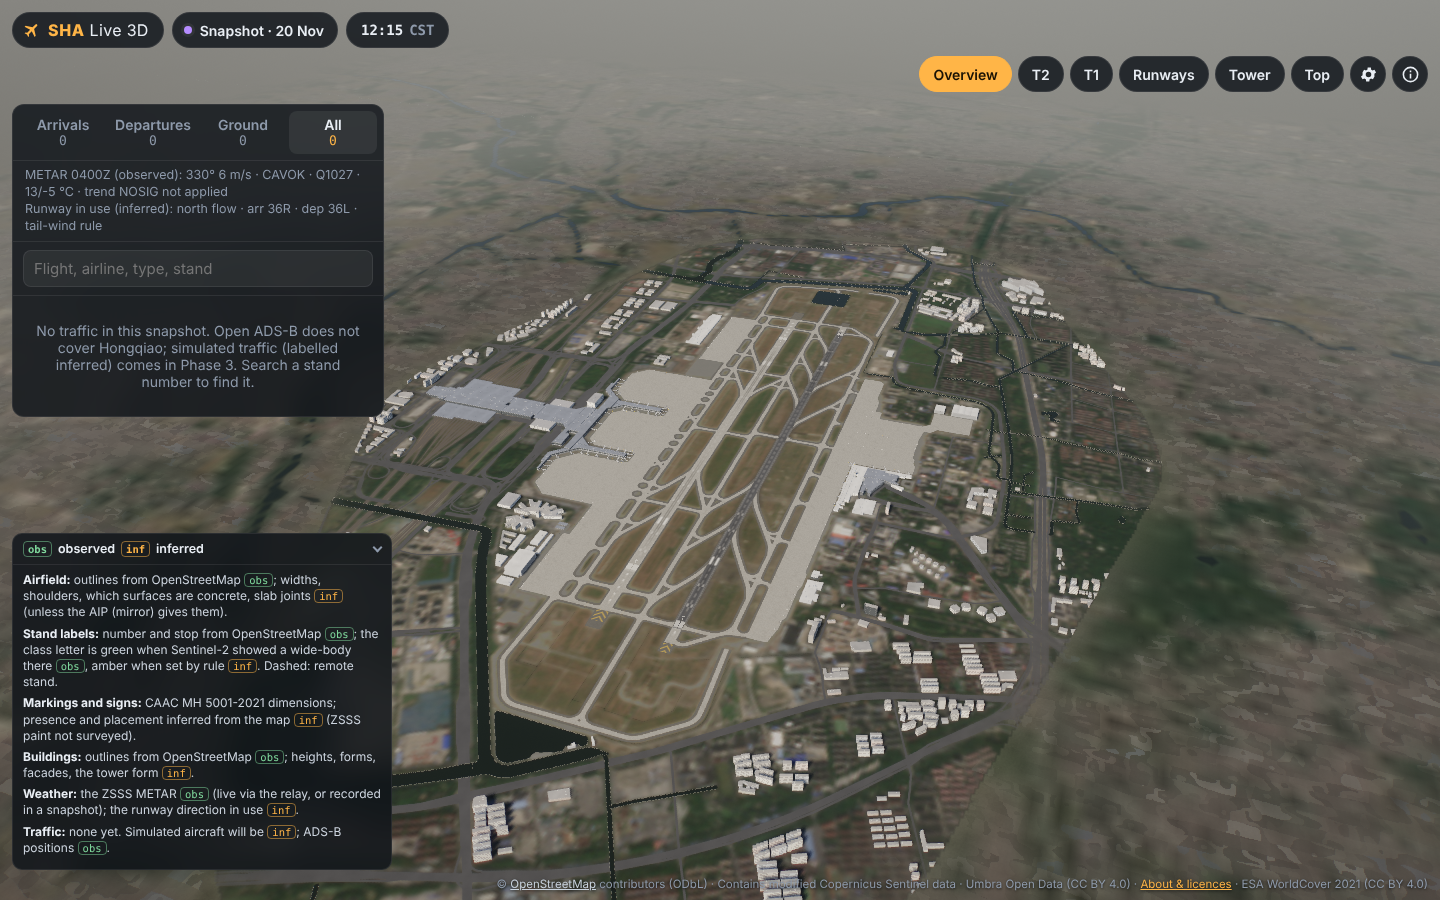 SHA Live 3D
Snapshot · 20 Nov
12:15 CST
Overview
T2
T1
Runways
Tower
Top
Arrivals
0
Departures
0
Ground
0
All
0
METAR 0400Z (observed): 330° 6 m/s · CAVOK · Q1027 ·
13/-5 °C · trend NOSIG not applied
Runway in use (inferred): north flow · arr 36R · dep 36L ·
tail-wind rule
Flight, airline, type, stand
No traffic in this snapshot. Open ADS-B does not
cover Hongqiao; simulated traffic (labelled
inferred) comes in Phase 3. Search a stand
number to find it.
obs observed inf inferred
Airfield: outlines from OpenStreetMap obs; widths,
shoulders, which surfaces are concrete, slab joints inf
(unless the AIP (mirror) gives them).
Stand labels: number and stop from OpenStreetMap obs; the
class letter is green when Sentinel-2 showed a wide-body
there obs, amber when set by rule inf. Dashed: remote
stand.
Markings and signs: CAAC MH 5001-2021 dimensions;
presence and placement inferred from the map inf (ZSSS
paint not surveyed).
Buildings: outlines from OpenStreetMap obs; heights, forms,
facades, the tower form inf.
Weather: the ZSSS METAR obs (live via the relay, or recorded
in a snapshot); the runway direction in use inf.
Traffic: none yet. Simulated aircraft will be inf; ADS-B
positions obs.
© OpenStreetMap contributors (ODbL) · Contains modified Copernicus Sentinel data · Umbra Open Data (CC BY 4.0) · About & licences · ESA WorldCover 2021 (CC BY 4.0)